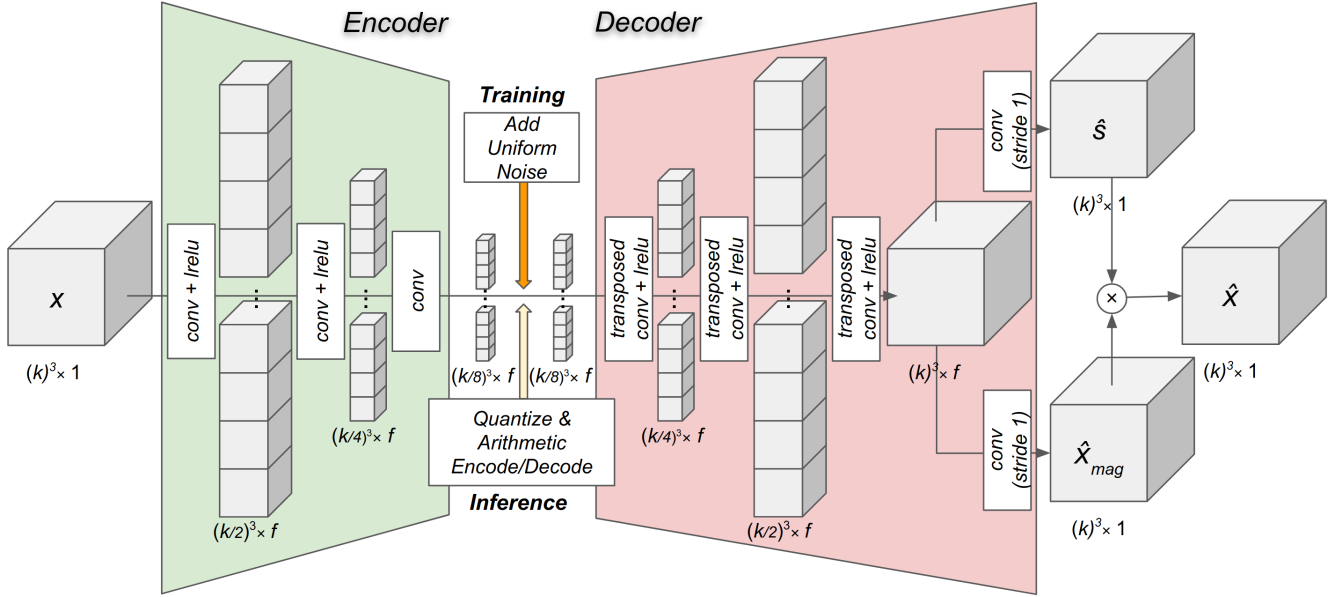 Encoder
Decoder
x
(k)³× 1
conv + lrelu
(k/2)³× f
conv + lrelu
(k/4)³× f
conv
Training
Add
Uniform
Noise
(k/8)³× f
(k/8)³× f
Quantize &
Arithmetic
Encode/Decode
Inference
transposed
conv + lrelu
(k/4)³× f
transposed
conv + lrelu
(k/2)³× f
transposed
conv + lrelu
(k)³× f
conv
(stride 1)
ŝ
(k)³× 1
conv
(stride 1)
x̂mag
(k)³× 1
×
x̂
(k)³× 1